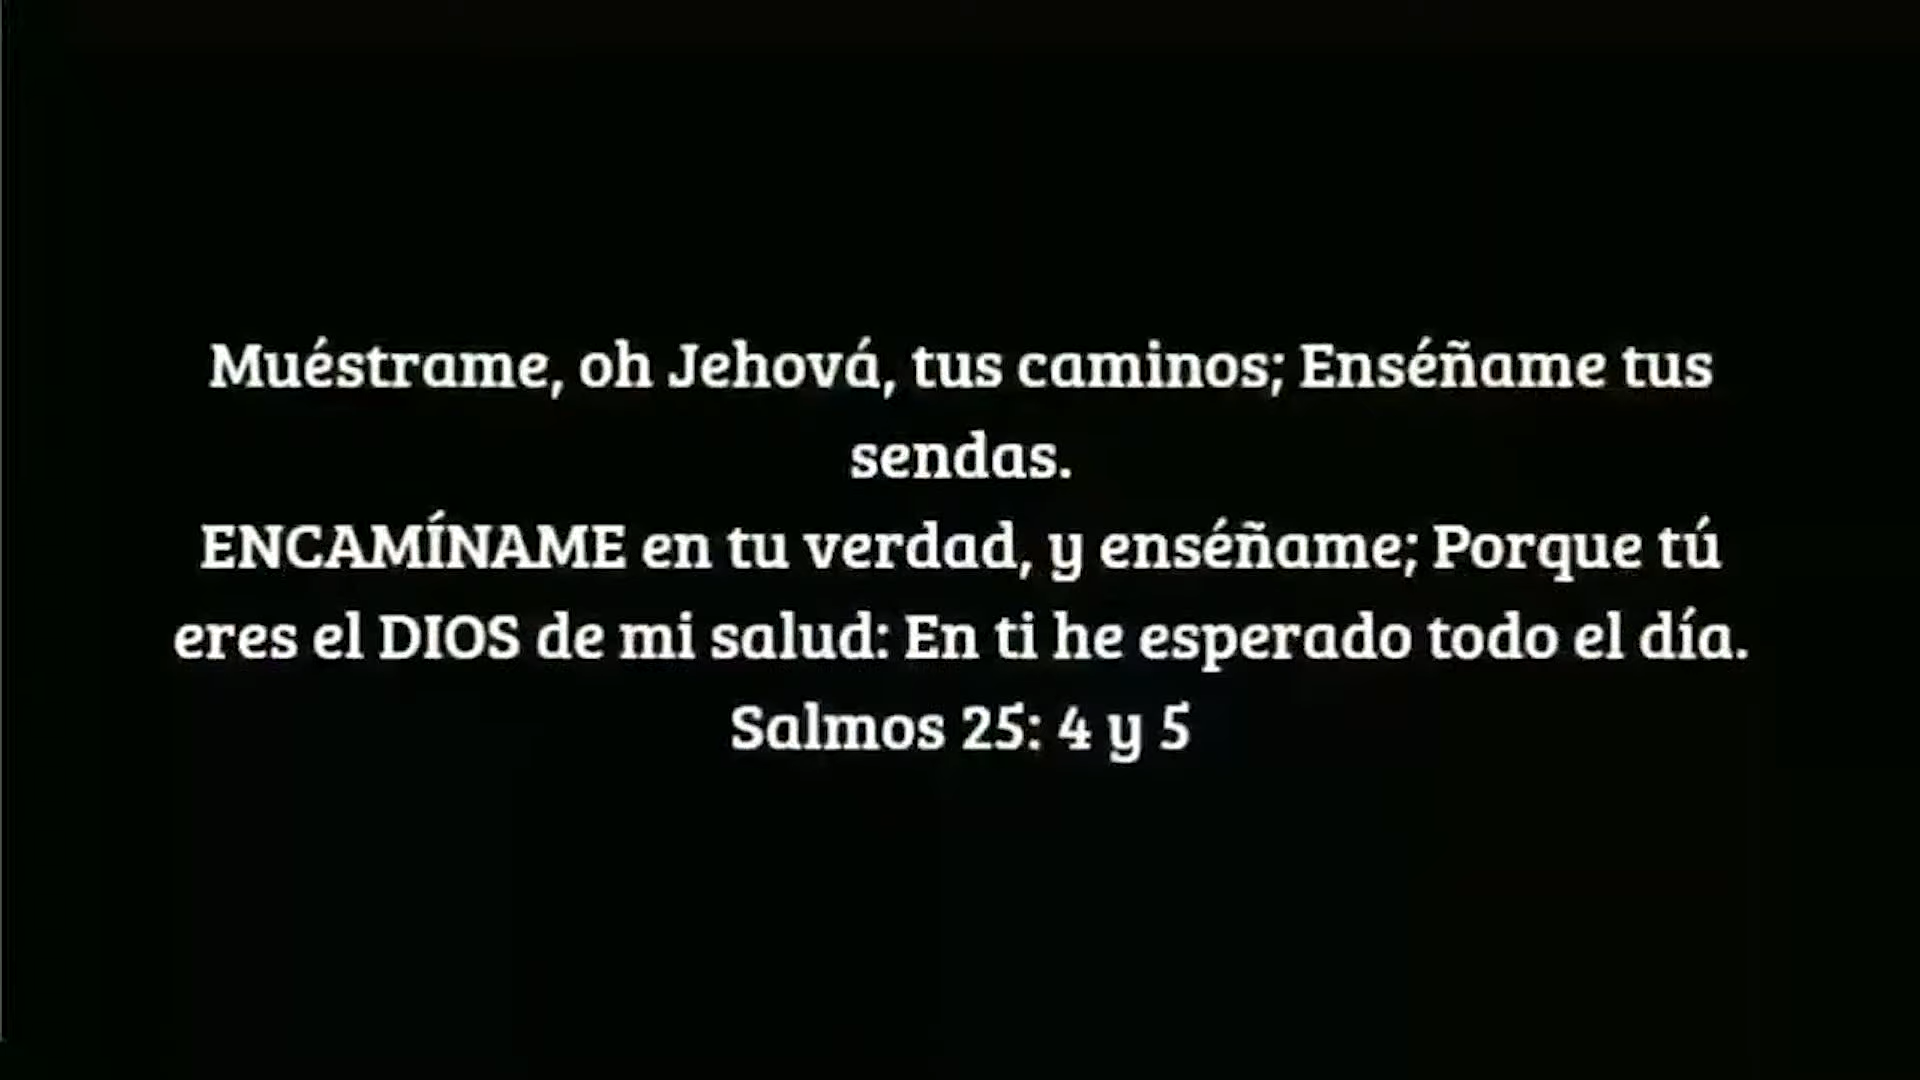 Muéstrame, oh Jehová, tus caminos; Enséñame tus
sendas.
ENCAMÍNAME en tu verdad, y enséñame; Porque tú
eres el DIOS de mi salud: En ti he esperado todo el día.
Salmos 25: 4 y 5